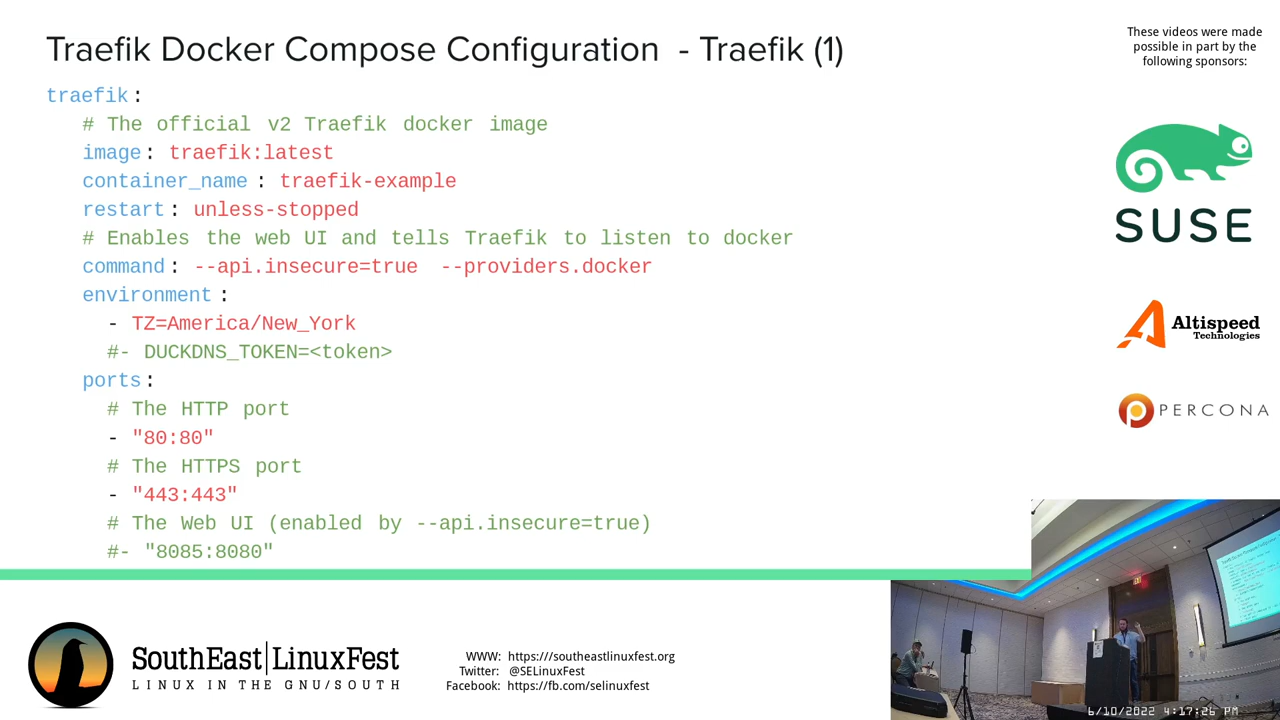 Traefik Docker Compose Configuration - Traefik (1)
traefik:
# The official v2 Traefik docker image
image: traefik:latest
container_name: traefik-example
restart: unless-stopped
# Enables the web UI and tells Traefik to listen to docker
command: --api.insecure=true --providers.docker
environment:
- TZ=America/New_York
#- DUCKDNS_TOKEN=<token>
ports:
# The HTTP port
- "80:80"
# The HTTPS port
- "443:443"
# The Web UI (enabled by --api.insecure=true)
#- "8085:8080"
These videos were made
possible in part by the
following sponsors:
SUSE
Altispeed
Technologies
PERCONA
SouthEast|LinuxFest
LINUX IN THE GNU/SOUTH
WWW: https:///southeastlinuxfest.org
Twitter: @SELinuxFest
Facebook: https://fb.com/selinuxfest
6/10/2022 4:17:26 PM